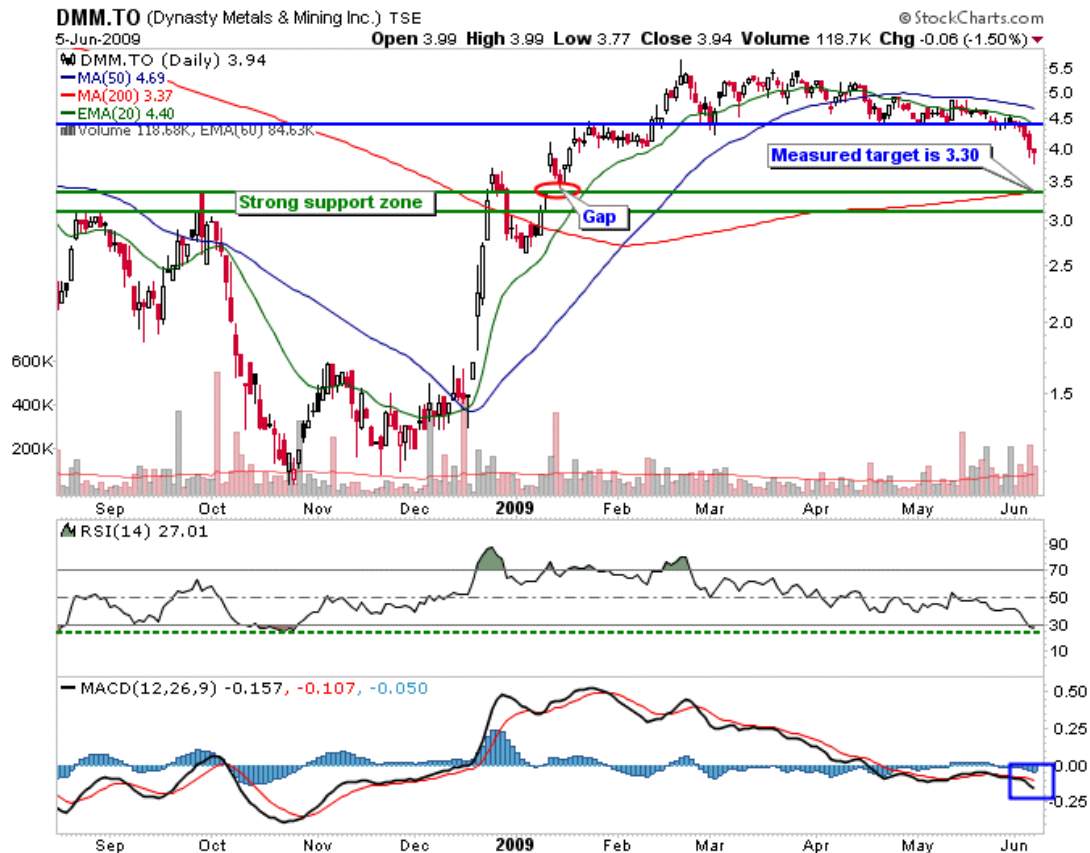 DMM.TO (Dynasty Metals & Mining Inc.) TSE
© StockCharts.com
5-Jun-2009
Open 3.99 High 3.99 Low 3.77 Close 3.94 Volume 118.7K Chg -0.06 (-1.50%)
DMM.TO (Daily) 3.94
MA(50) 4.69
MA(200) 3.37
EMA(20) 4.40
Volume 118.68K, EMA(60) 84.63K
5.5
5.0
4.5
4.0
3.5
3.0
2.5
2.0
1.5
Measured target is 3.30
Strong support zone
Gap
600K
400K
200K
Sep Oct Nov Dec 2009 Feb Mar Apr May Jun
RSI(14) 27.01
90
70
50
30
10
MACD(12,26,9) -0.157, -0.107, -0.050
0.50
0.25
0.00
-0.25
Sep Oct Nov Dec 2009 Feb Mar Apr May Jun